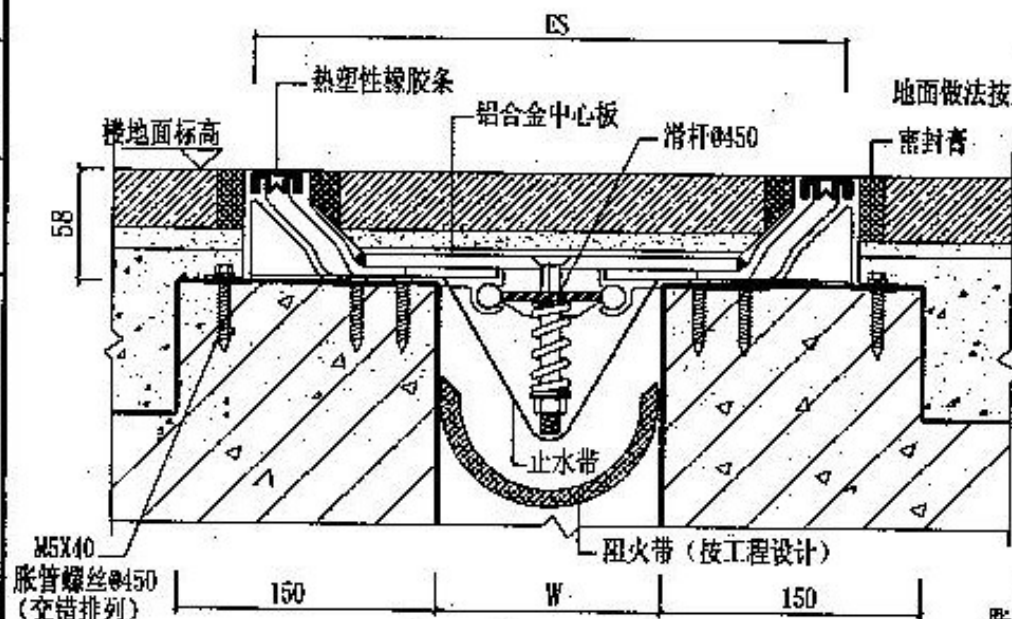 ES
热塑性橡胶条
地面做法按
铝合金中心板
楼地面标高
滑杆@450
密封膏
58
止水带
阻火带（按工程设计）
M5X40
胀管螺丝@450
（交错排列）
150
W
150